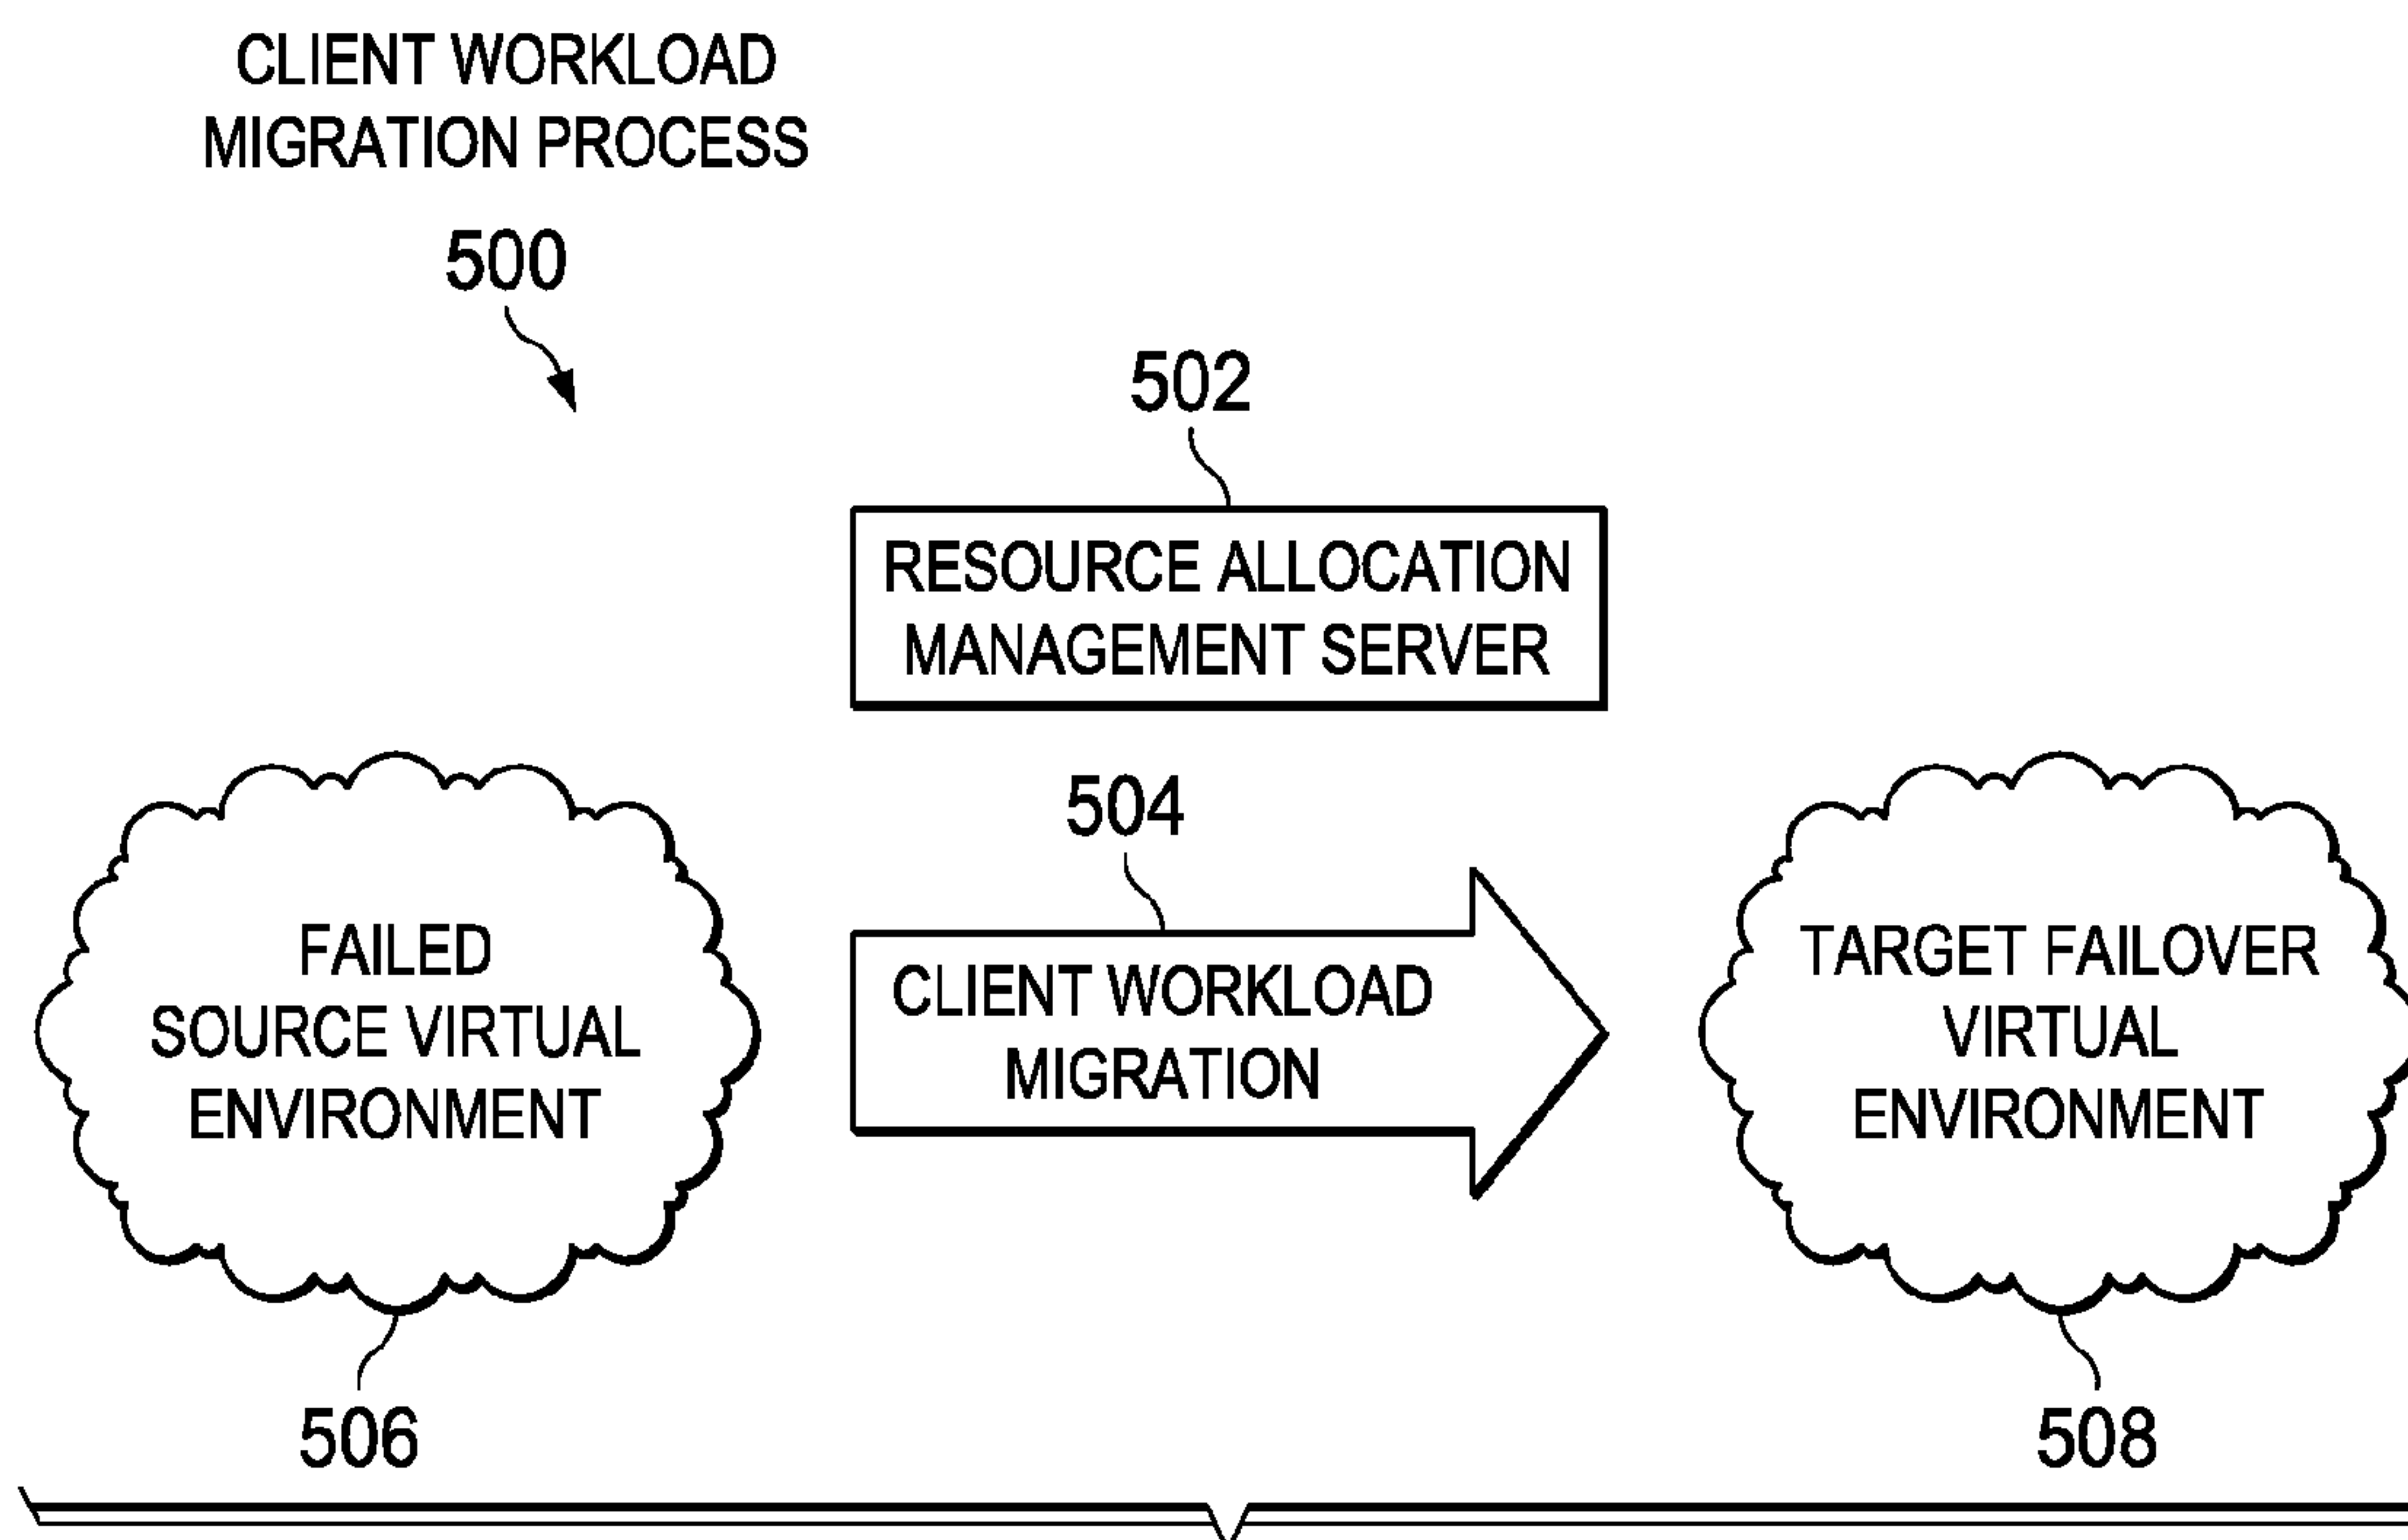 CLIENT WORKLOAD
MIGRATION PROCESS
500
502
RESOURCE ALLOCATION
MANAGEMENT SERVER
504
CLIENT WORKLOAD
MIGRATION
FAILED
SOURCE VIRTUAL
ENVIRONMENT
506
TARGET FAILOVER
VIRTUAL
ENVIRONMENT
508